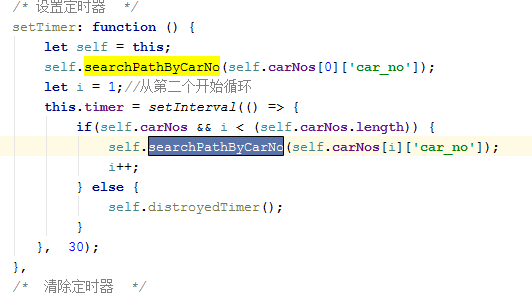 /* 设置定时器  */
setTimer: function () {
let self = this;
self.searchPathByCarNo(self.carNos[0]['car_no']);
let i = 1;//从第二个开始循环
this.timer = setInterval(() => {
if(self.carNos && i < (self.carNos.length)) {
self.searchPathByCarNo(self.carNos[i]['car_no']);
i++;
} else {
self.distroyedTimer();
}
},  30);
},
/*  清除定时器  */